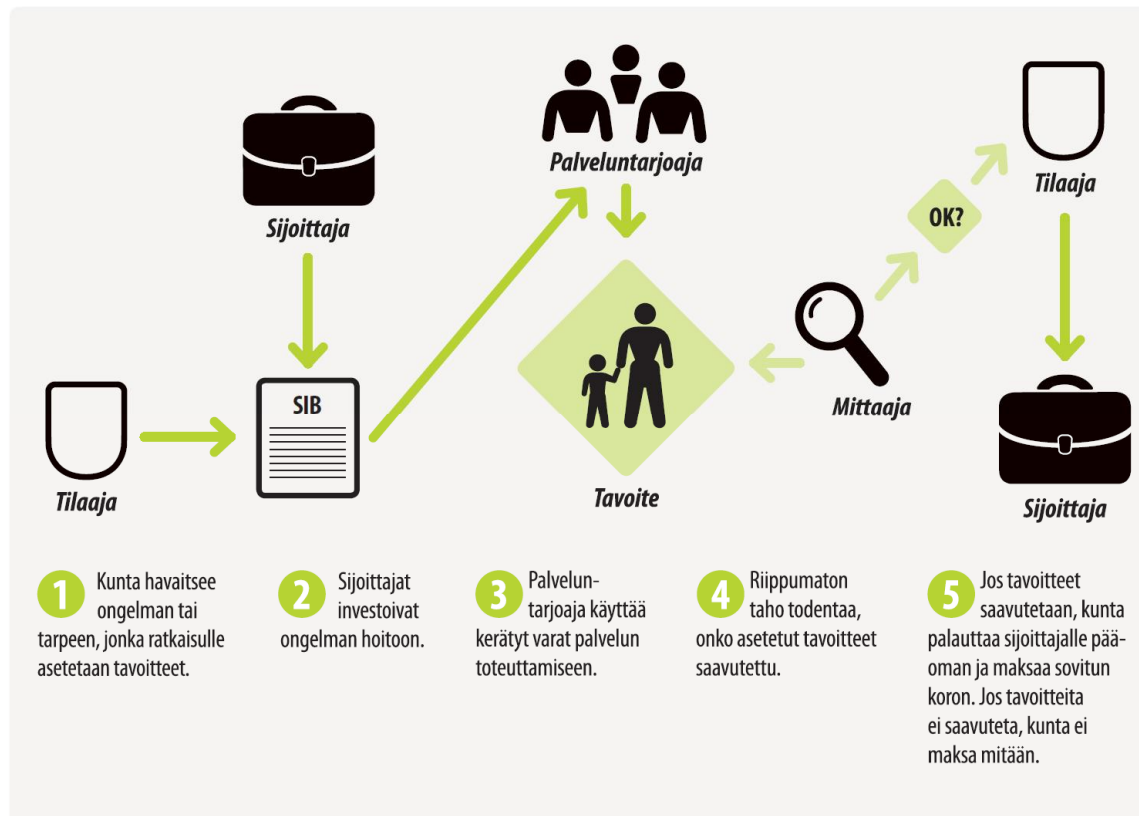 Palveluntarjoaja
Tilaaja
OK?
Sijoittaja
SIB
Mittaaja
Tilaaja
Tavoite
Sijoittaja
1 Kunta havaitsee
ongelman tai
tarpeen, jonka ratkaisulle
asetetaan tavoitteet.
2 Sijoittajat
investoivat
ongelman hoitoon.
3 Palvelun-
tarjoaja käyttää
kerätyt varat palvelun
toteuttamiseen.
4 Riippumaton
taho todentaa,
onko asetetut tavoitteet
saavutettu.
5 Jos tavoitteet
saavutetaan, kunta
palauttaa sijoittajalle pää-
oman ja maksaa sovitun
koron. Jos tavoitteita
ei saavuteta, kunta ei
maksa mitään.